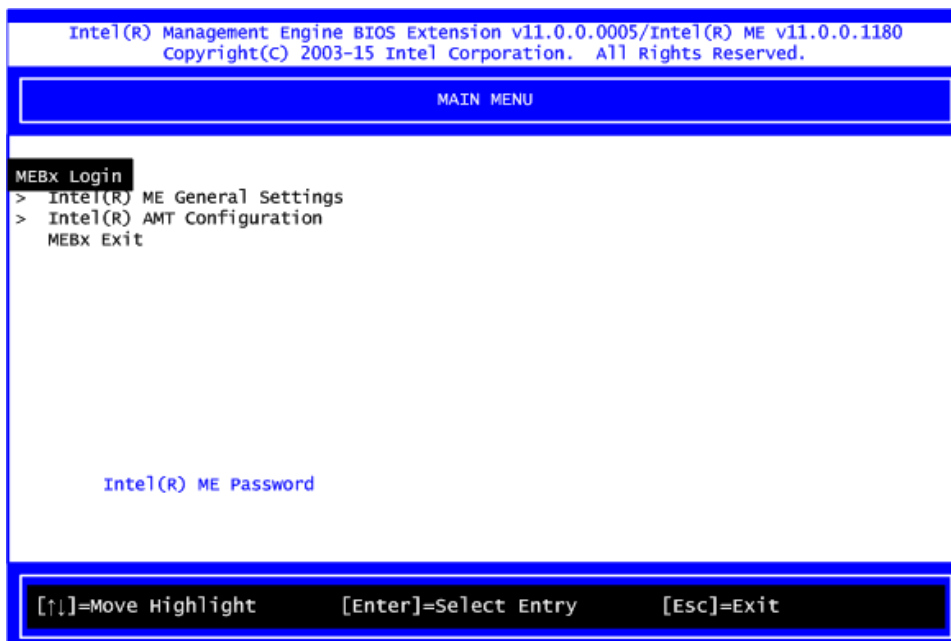 Intel(R) Management Engine BIOS Extension v11.0.0.0005/Intel(R) ME v11.0.0.1180
Copyright(C) 2003-15 Intel Corporation. All Rights Reserved.
MAIN MENU
MEBx Login
> Intel(R) ME General Settings
> Intel(R) AMT Configuration
MEBx Exit
Intel(R) ME Password
[↑↓]=Move Highlight [Enter]=Select Entry [Esc]=Exit